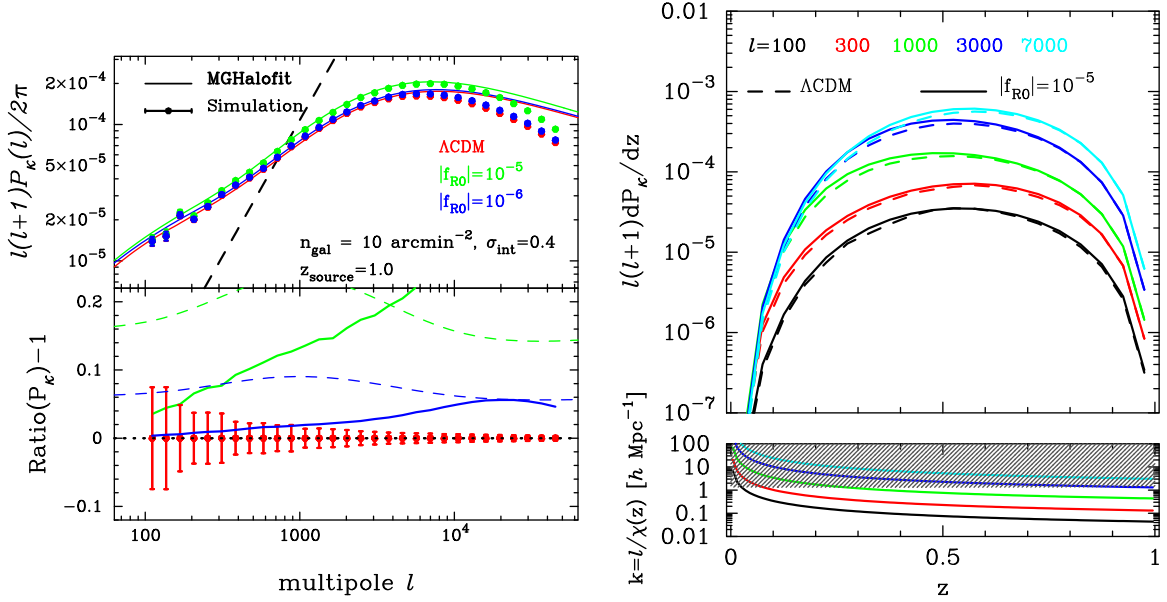 l(l+1)P_κ(l)/2π
2×10^-4
10^-4
5×10^-5
2×10^-5
10^-5
MGHalofit
Simulation
ΛCDM
|f_R0|=10^-5
|f_R0|=10^-6
n_gal = 10 arcmin^-2, σ_int=0.4
z_source=1.0
Ratio(P_κ)−1
0.2
0.1
0
−0.1
100 1000 10^4
multipole l
l(l+1)dP_κ/dz
0.01
10^-3
10^-4
10^-5
10^-6
10^-7
l=100 300 1000 3000 7000
ΛCDM |f_R0|=10^-5
k=l/χ(z) [h Mpc^-1]
100
10
1
0.1
0.01
0 0.5 1
z